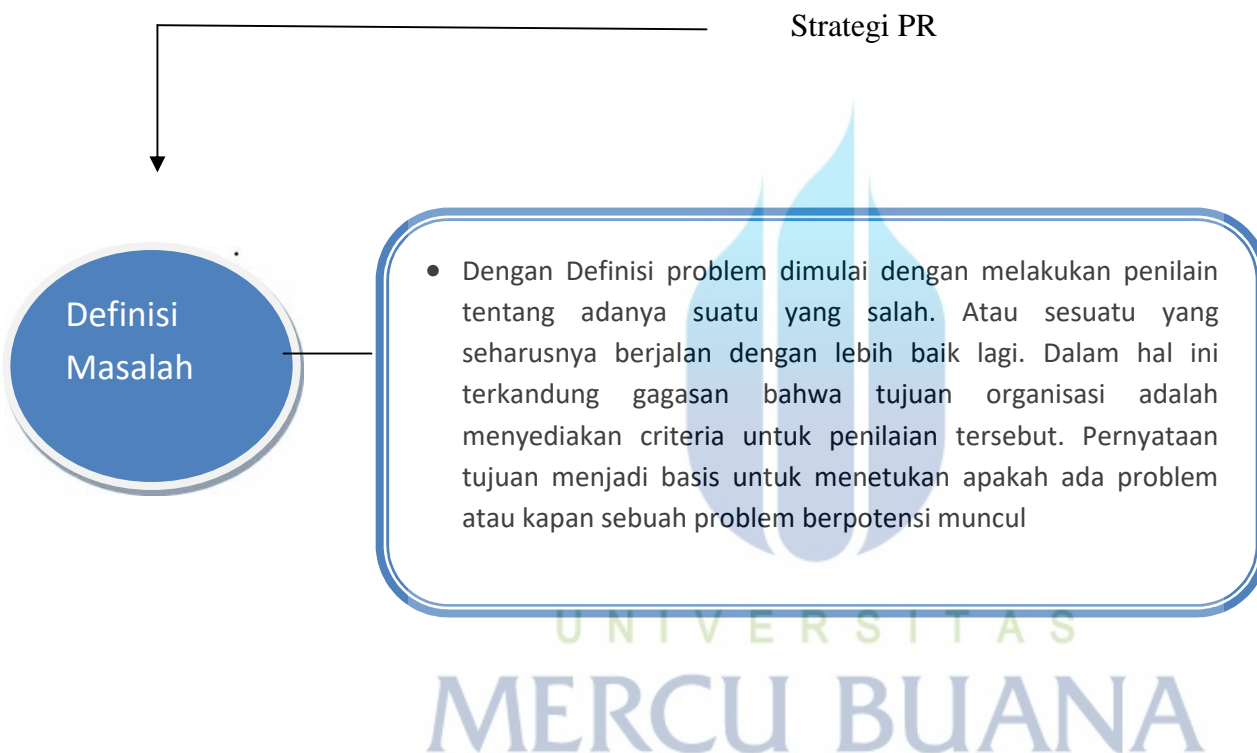 Strategi PR
Definisi
Masalah
• Dengan Definisi problem dimulai dengan melakukan penilain
tentang adanya suatu yang salah. Atau sesuatu yang
seharusnya berjalan dengan lebih baik lagi. Dalam hal ini
terkandung gagasan bahwa tujuan organisasi adalah
menyediakan criteria untuk penilaian tersebut. Pernyataan
tujuan menjadi basis untuk menetukan apakah ada problem
atau kapan sebuah problem berpotensi muncul
UNIVERSITAS
MERCU BUANA